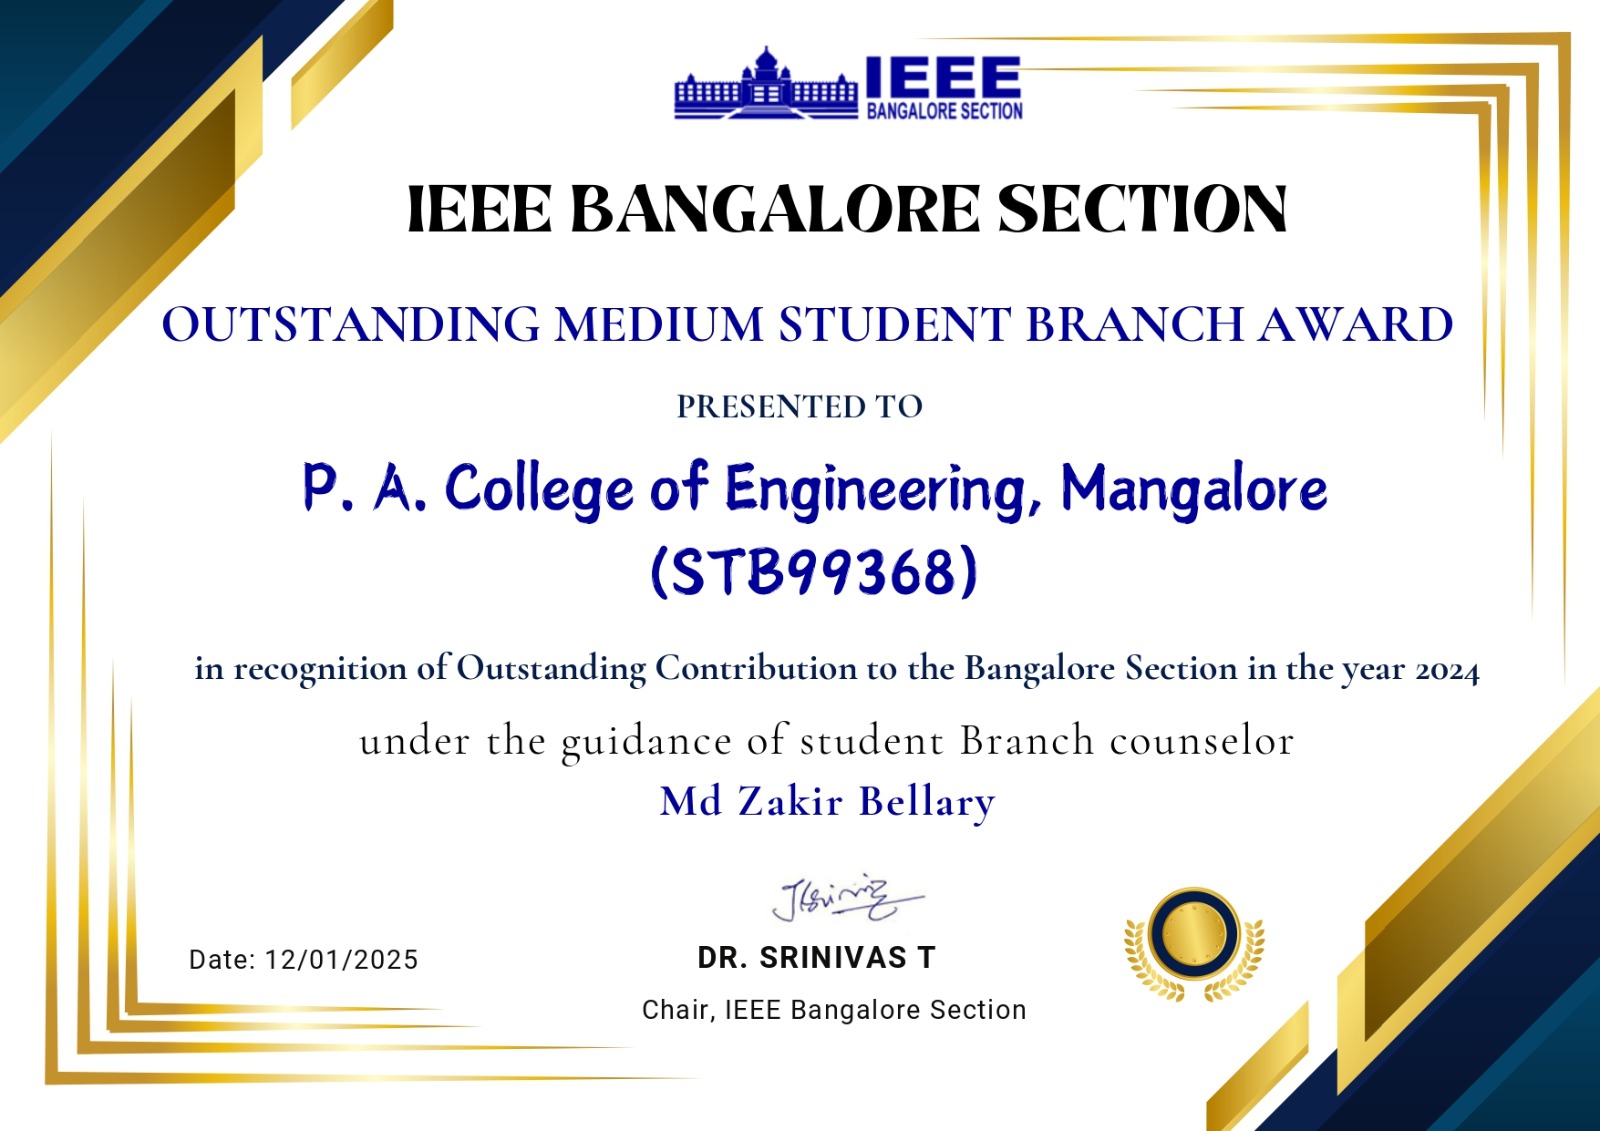 IEEE
BANGALORE SECTION
IEEE BANGALORE SECTION
OUTSTANDING MEDIUM STUDENT BRANCH AWARD
PRESENTED TO
P. A. College of Engineering, Mangalore
(STB99368)
in recognition of Outstanding Contribution to the Bangalore Section in the year 2024
under the guidance of student Branch counselor
Md Zakir Bellary
Date: 12/01/2025
DR. SRINIVAS T
Chair, IEEE Bangalore Section